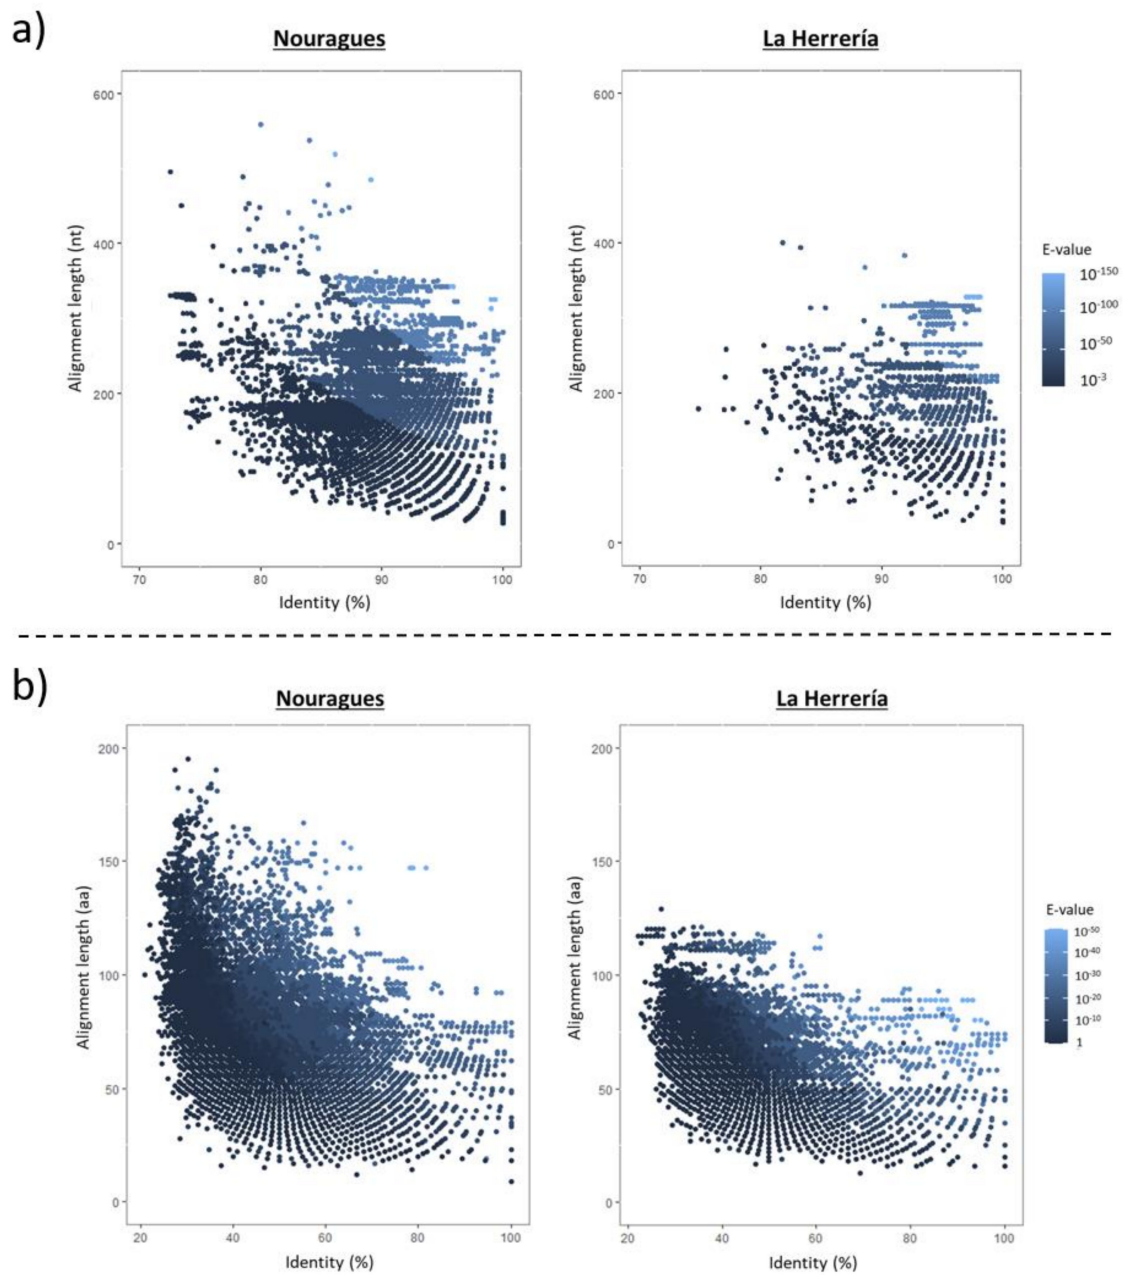 a)
Nouragues
La Herrería
600
400
200
0
Alignment length (nt)
70
80
90
100
Identity (%)
600
400
200
0
Alignment length (nt)
70
80
90
100
Identity (%)
E-value
10-150
10-100
10-50
10-3
b)
Nouragues
La Herrería
200
150
100
50
0
Alignment length (aa)
20
40
60
80
100
Identity (%)
200
150
100
50
0
Alignment length (aa)
20
40
60
80
100
Identity (%)
E-value
10-50
10-40
10-30
10-20
10-10
1